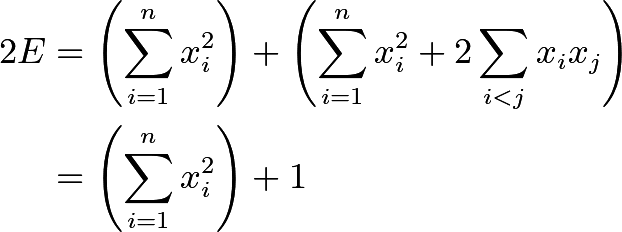 2E = \left( \sum_{i=1}^{n} x_i^2 \right) + \left( \sum_{i=1}^{n} x_i^2 + 2 \sum_{i<j} x_i x_j \right)
= \left( \sum_{i=1}^{n} x_i^2 \right) + 1